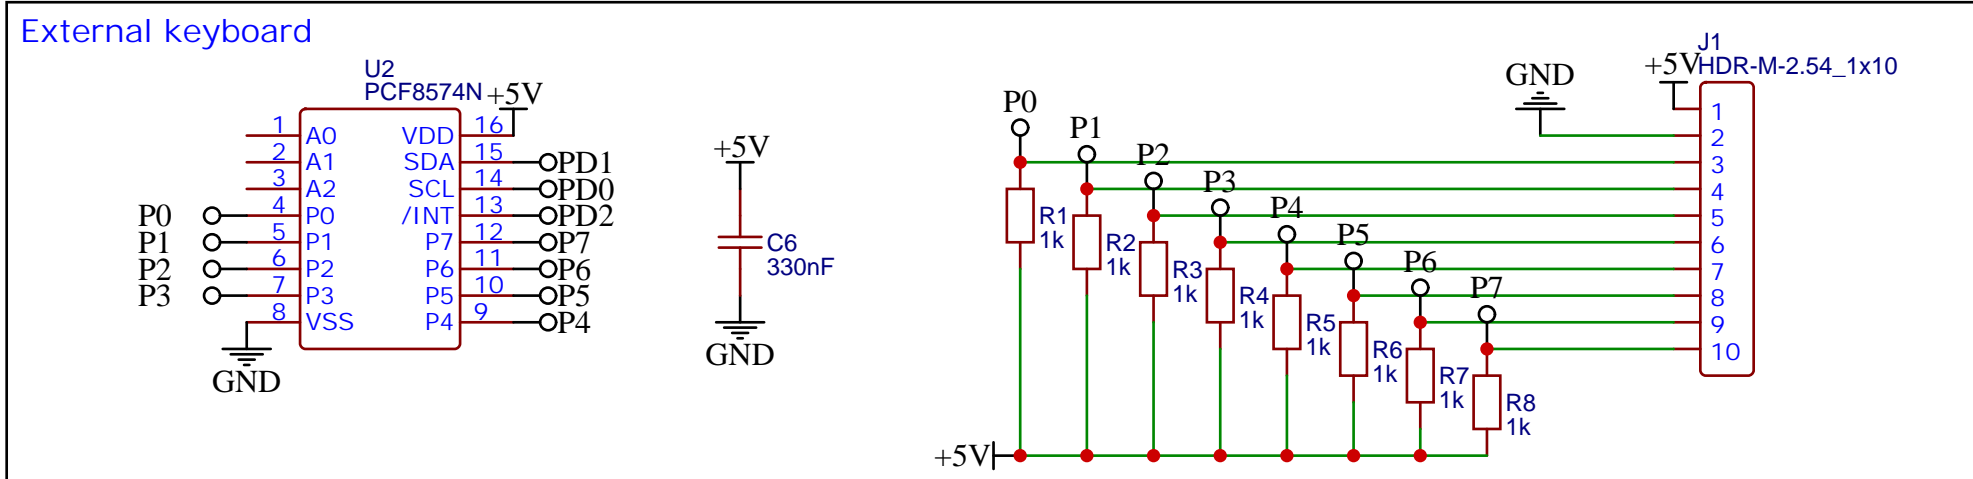 External keyboard
U2
PCF8574N
+5V
1 A0 VDD 16
2 A1 SDA 15 PD1
3 A2 SCL 14 PD0
P0 4 P0 /INT 13 PD2
P1 5 P1 P7 12 P7
P2 6 P2 P6 11 P6
P3 7 P3 P5 10 P5
8 VSS P4 9 P4
GND
+5V
C6
330nF
GND
P0
P1
P2
P3
P4
P5
P6
P7
R1
1k
R2
1k
R3
1k
R4
1k
R5
1k
R6
1k
R7
1k
R8
1k
+5V
GND
+5V
J1
HDR-M-2.54_1x10
1
2
3
4
5
6
7
8
9
10